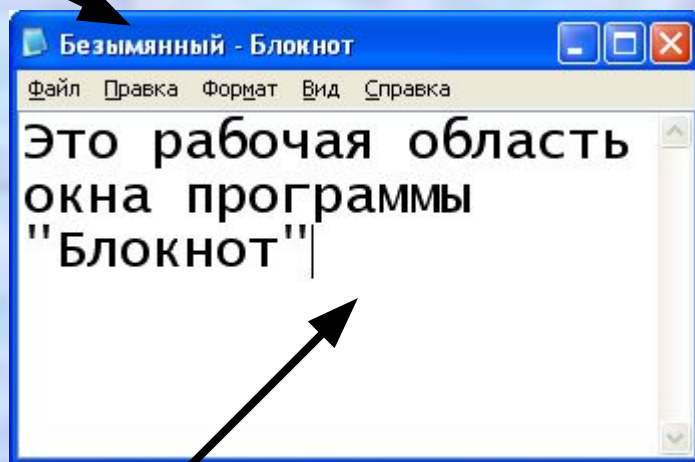 Безымянный - Блокнот
Файл Правка Формат Вид Справка
Это рабочая область
окна программы
"Блокнот"